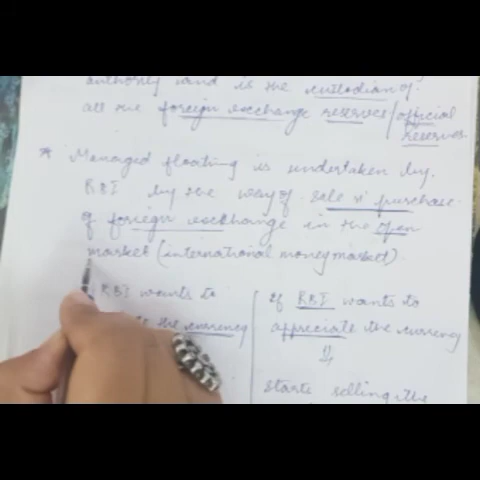 authority and is the custodian of
all the foreign exchange reserves/official
reserves
* Managed floating is undertaken by
RBI by the way of sale n' purchase
of foreign exchange in the open
market (international money market).
RBI wants to
the currency
If RBI wants to
appreciate the currency
starts selling the